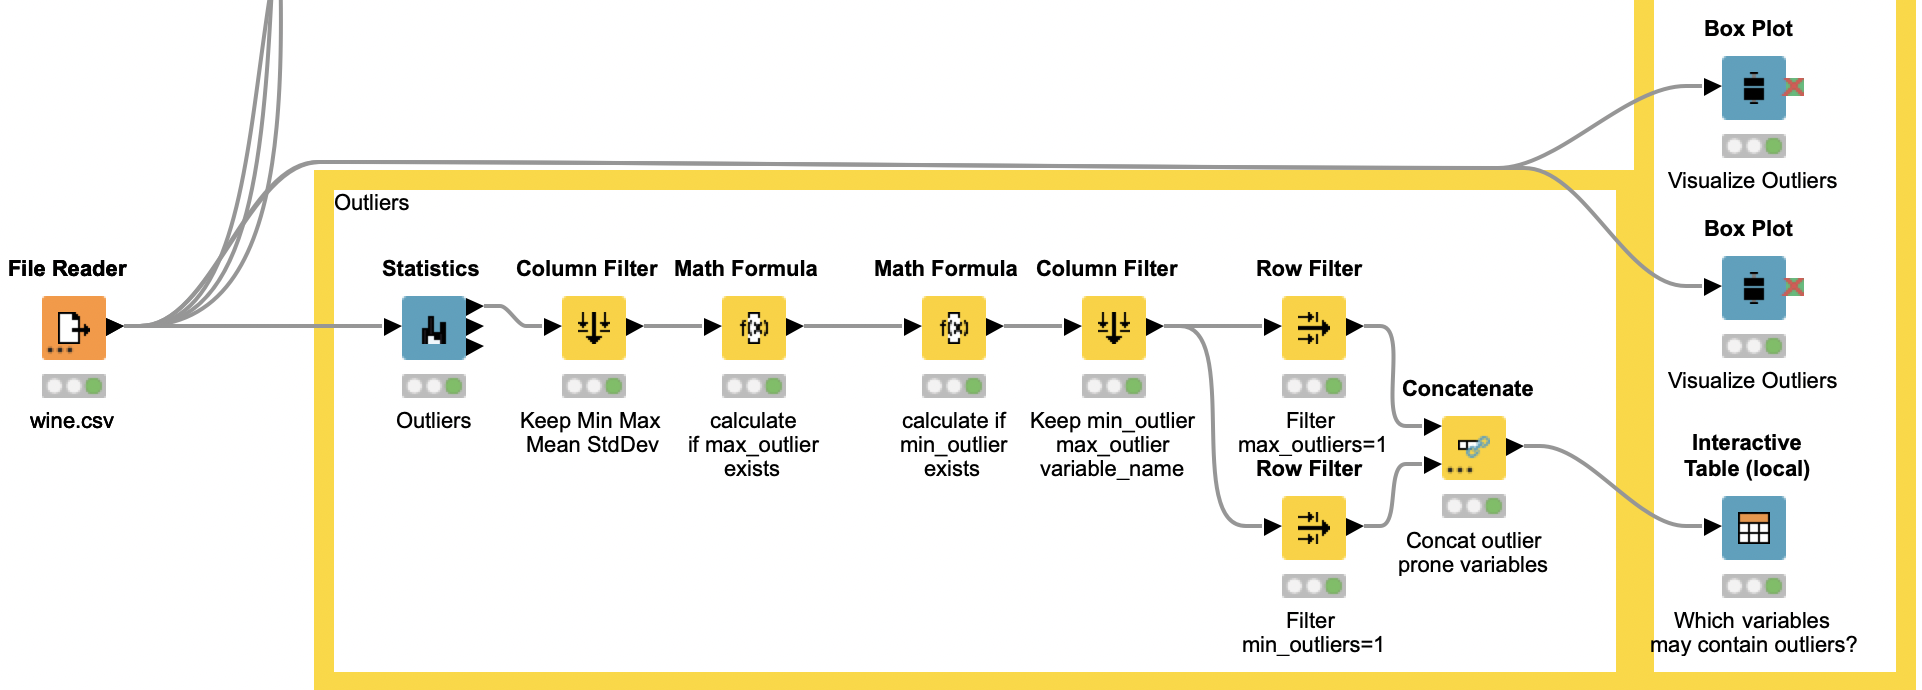 Box Plot
Visualize Outliers
Outliers
Box Plot
Visualize Outliers
File Reader
wine.csv
Statistics
Outliers
Column Filter
Keep Min Max
Mean StdDev
Math Formula
f(x)
calculate
if max_outlier
exists
Math Formula
f(x)
calculate if
min_outlier
exists
Column Filter
Keep min_outlier
max_outlier
variable_name
Row Filter
Filter
max_outliers=1
Row Filter
Filter
min_outliers=1
Concatenate
Concat outlier
prone variables
Interactive
Table (local)
Which variables
may contain outliers?